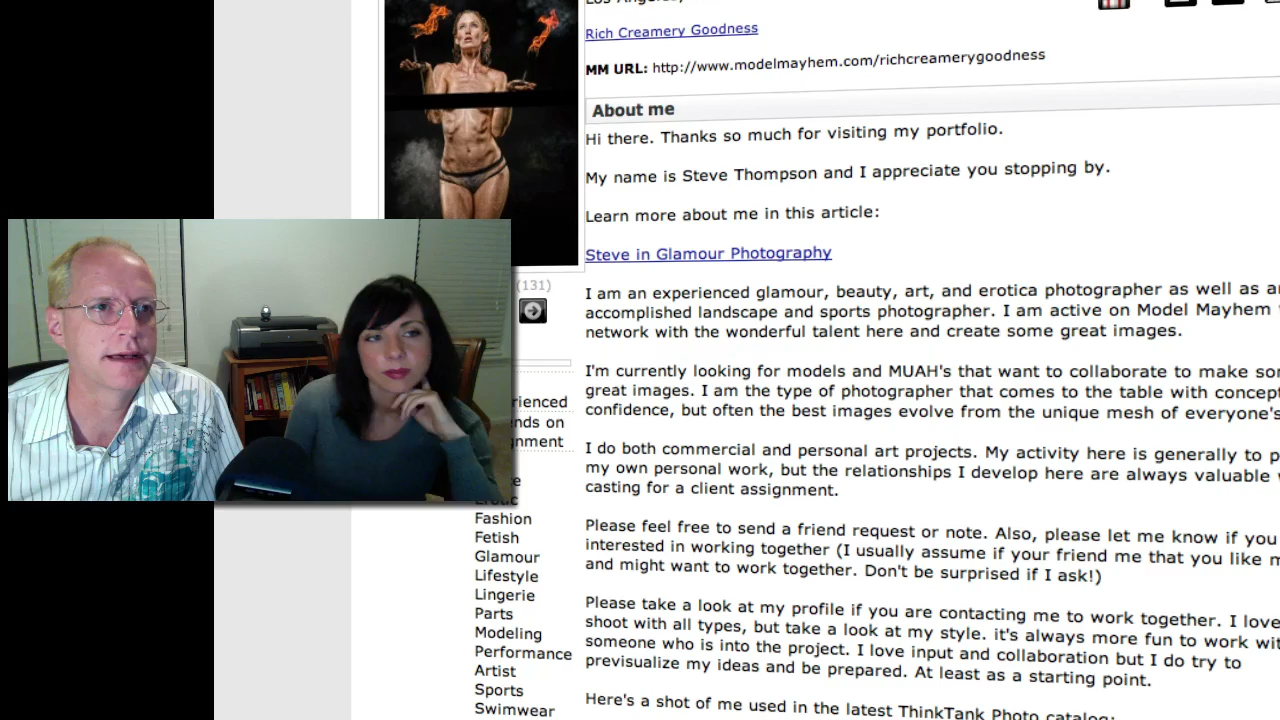 Rich Creamery Goodness
MM URL: http://www.modelmayhem.com/richcreamerygoodness
About me
Hi there. Thanks so much for visiting my portfolio.
My name is Steve Thompson and I appreciate you stopping by.
Learn more about me in this article:
Steve in Glamour Photography
(131)
I am an experienced glamour, beauty, art, and erotica photographer as well as
accomplished landscape and sports photographer. I am active on Model Mayhem
network with the wonderful talent here and create some great images.
I'm currently looking for models and MUAH's that want to collaborate to make
great images. I am the type of photographer that comes to the table with
confidence, but often the best images evolve from the unique mesh of everyone's
I do both commercial and personal art projects. My activity here is generally to
my own personal work, but the relationships I develop here are always valuable
casting for a client assignment.
Please feel free to send a friend request or note. Also, please let me know if you
interested in working together (I usually assume if your friend me that you like
and might want to work together. Don't be surprised if I ask!)
Please take a look at my profile if you are contacting me to work together. I love
shoot with all types, but take a look at my style. it's always more fun to work
someone who is into the project. I love input and collaboration but I do try to
previsualize my ideas and be prepared. At least as a starting point.
Here's a shot of me used in the latest ThinkTank Photo catalog:
on
Erotic
Fashion
Fetish
Glamour
Lifestyle
Lingerie
Parts
Modeling
Performance
Artist
Sports
Swimwear